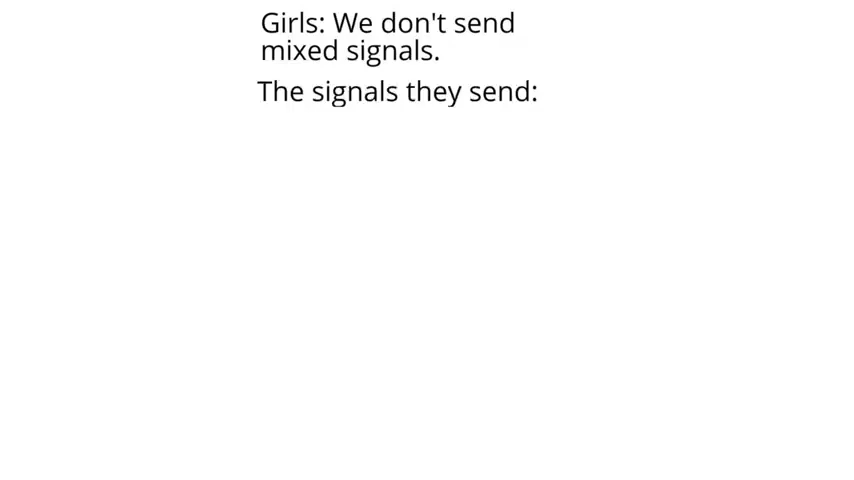 Girls: We don't send
mixed signals.
The signals they send: